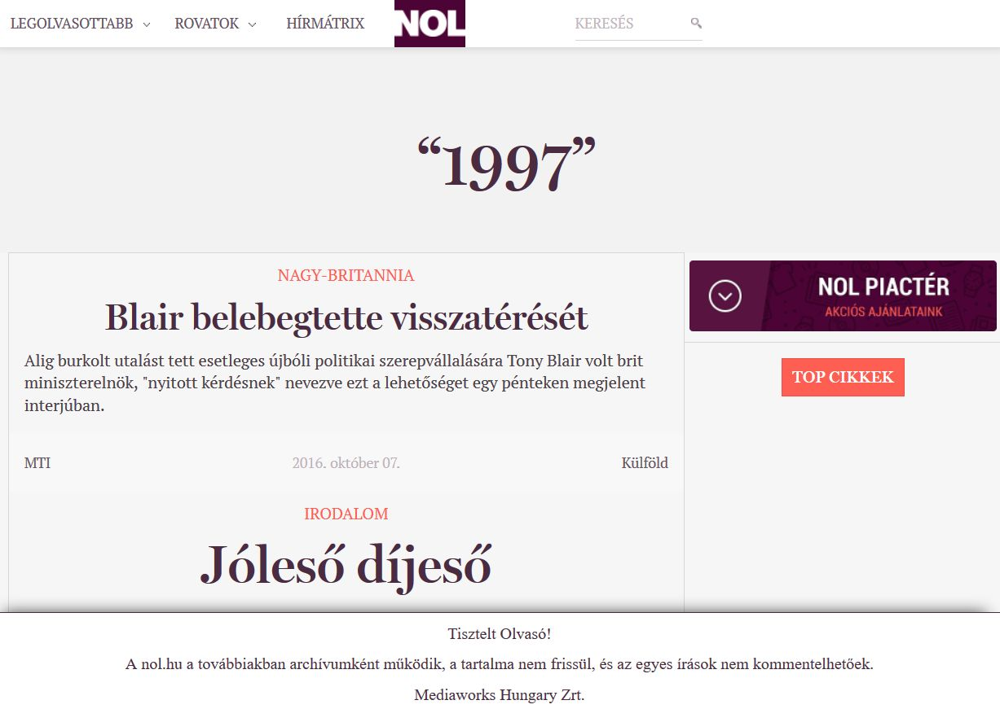 LEGOLVASOTTABB ROVATOK HÍRMÁTRIX NOL KERESÉS
“1997”
NAGY-BRITANNIA
Blair belebegtette visszatérését
Alig burkolt utalást tett esetleges újbóli politikai szerepvállalására Tony Blair volt brit
miniszterelnök, "nyitott kérdésnek" nevezve ezt a lehetőséget egy pénteken megjelent
interjúban.
MTI 2016. október 07. Külföld
IRODALOM
Jóleső díjeső
NOL PIACTÉR
AKCIÓS AJÁNLATAINK
TOP CIKKEK
Tisztelt Olvasó!
A nol.hu a továbbiakban archívumként működik, a tartalma nem frissül, és az egyes írások nem kommentelhetőek.
Mediaworks Hungary Zrt.